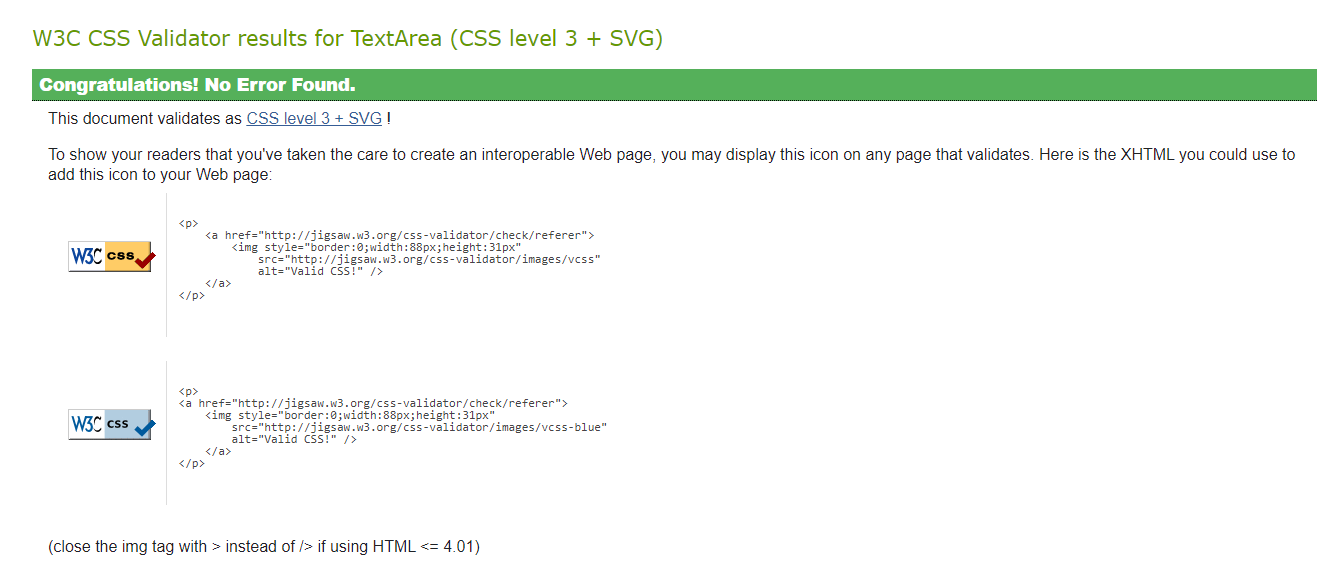 W3C CSS Validator results for TextArea (CSS level 3 + SVG)
Congratulations! No Error Found.
This document validates as CSS level 3 + SVG !
To show your readers that you've taken the care to create an interoperable Web page, you may display this icon on any page that validates. Here is the XHTML you could use to
add this icon to your Web page:
W3C css
<p>
    <a href="http://jigsaw.w3.org/css-validator/check/referer">
        <img style="border:0;width:88px;height:31px"
            src="http://jigsaw.w3.org/css-validator/images/vcss"
            alt="Valid CSS!" />
    </a>
</p>
W3C css
<p>
<a href="http://jigsaw.w3.org/css-validator/check/referer">
    <img style="border:0;width:88px;height:31px"
        src="http://jigsaw.w3.org/css-validator/images/vcss-blue"
        alt="Valid CSS!" />
    </a>
</p>
(close the img tag with > instead of /> if using HTML <= 4.01)